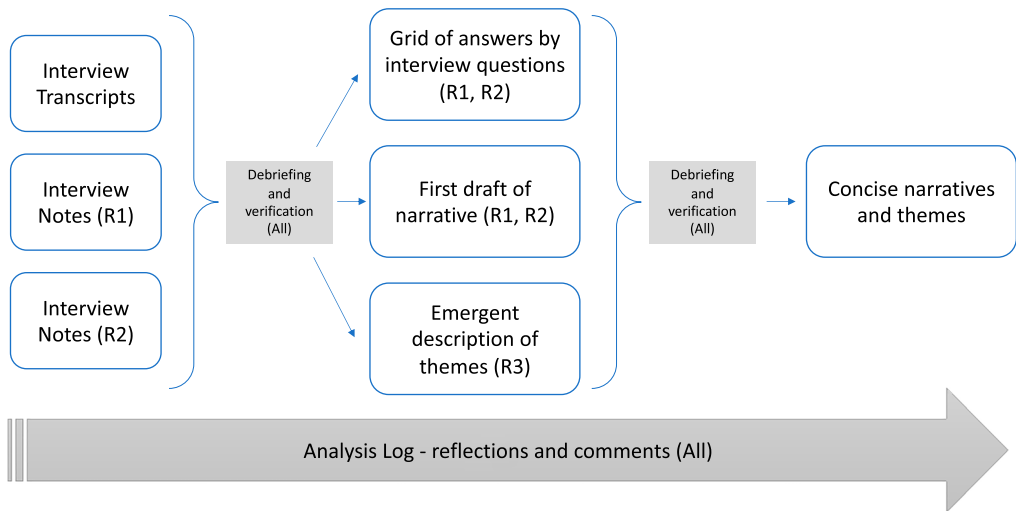 Interview
Transcripts
Interview
Notes (R1)
Interview
Notes (R2)
Debriefing
and
verification
(All)
Grid of answers by
interview questions
(R1, R2)
First draft of
narrative (R1, R2)
Emergent
description of
themes (R3)
Debriefing
and
verification
(All)
Concise narratives
and themes
Analysis Log - reflections and comments (All)